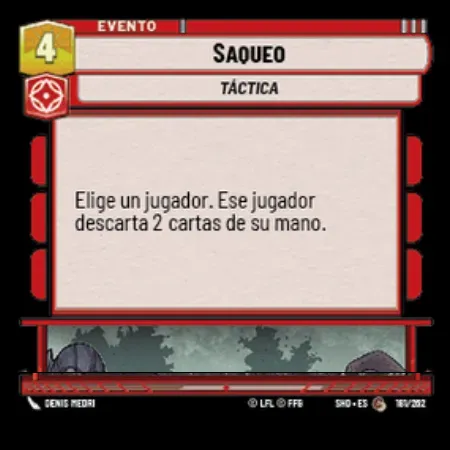 EVENTO
4
SAQUEO
TÁCTICA
Elige un jugador. Ese jugador
descarta 2 cartas de su mano.
DENIS MEDRI
© LFL © FFG
SHD • ES
181/262